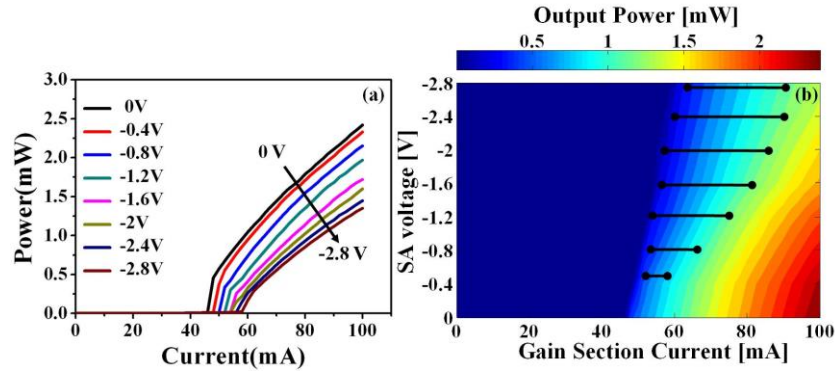 3.0
2.5
2.0
1.5
1.0
0.5
0.0
Power(mW)
(a)
0V
-0.4V
-0.8V
-1.2V
-1.6V
-2V
-2.4V
-2.8V
0 V
-2.8 V
0 20 40 60 80 100
Current(mA)
Output Power [mW]
0.5 1 1.5 2
(b)
SA voltage [V]
-2.8
-2.4
-2
-1.6
-1.2
-0.8
-0.4
0
0 20 40 60 80 100
Gain Section Current [mA]